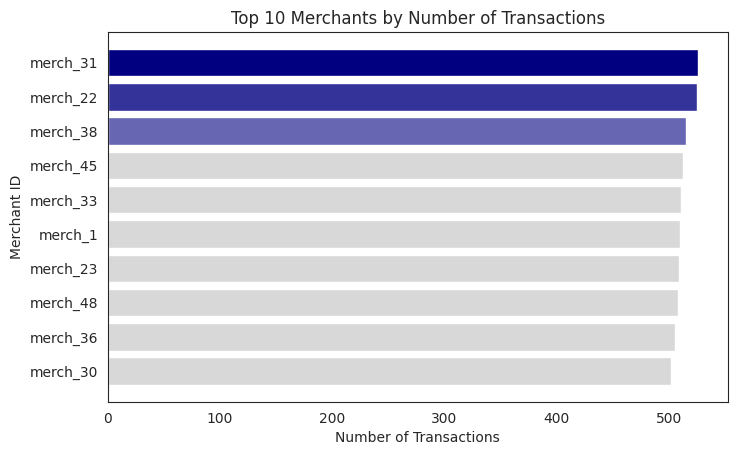 Top 10 Merchants by Number of Transactions
Merchant ID
merch_31
merch_22
merch_38
merch_45
merch_33
merch_1
merch_23
merch_48
merch_36
merch_30
0 100 200 300 400 500
Number of Transactions